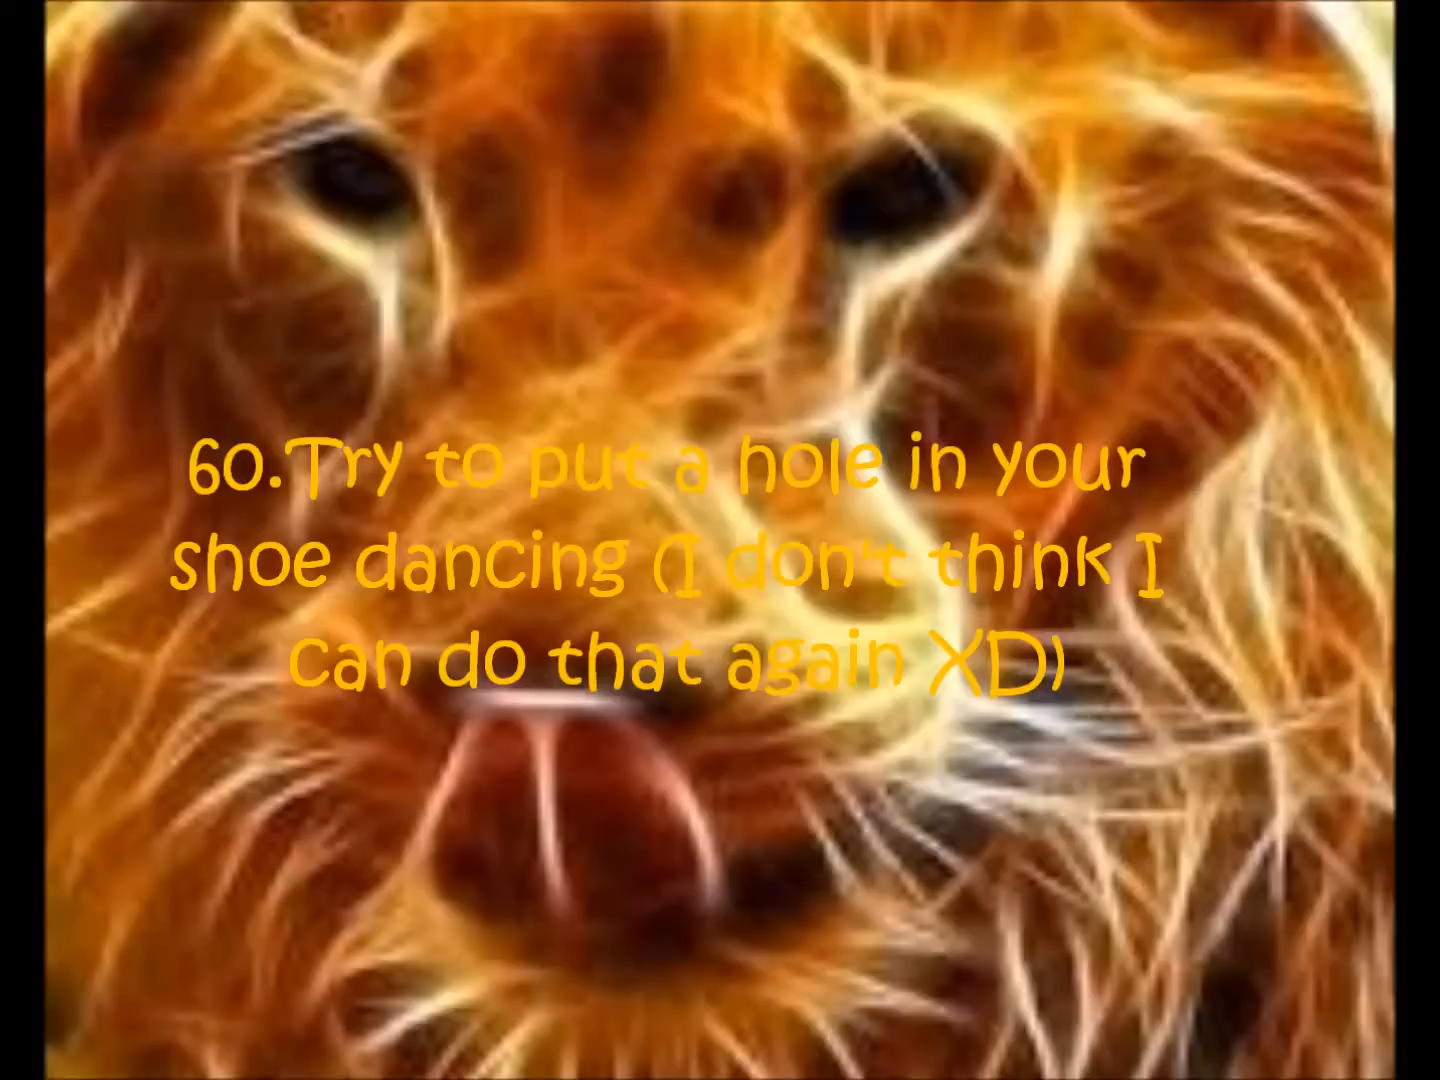 60.Try to put a hole in your
shoe dancing (I don't think I
can do that again XD)